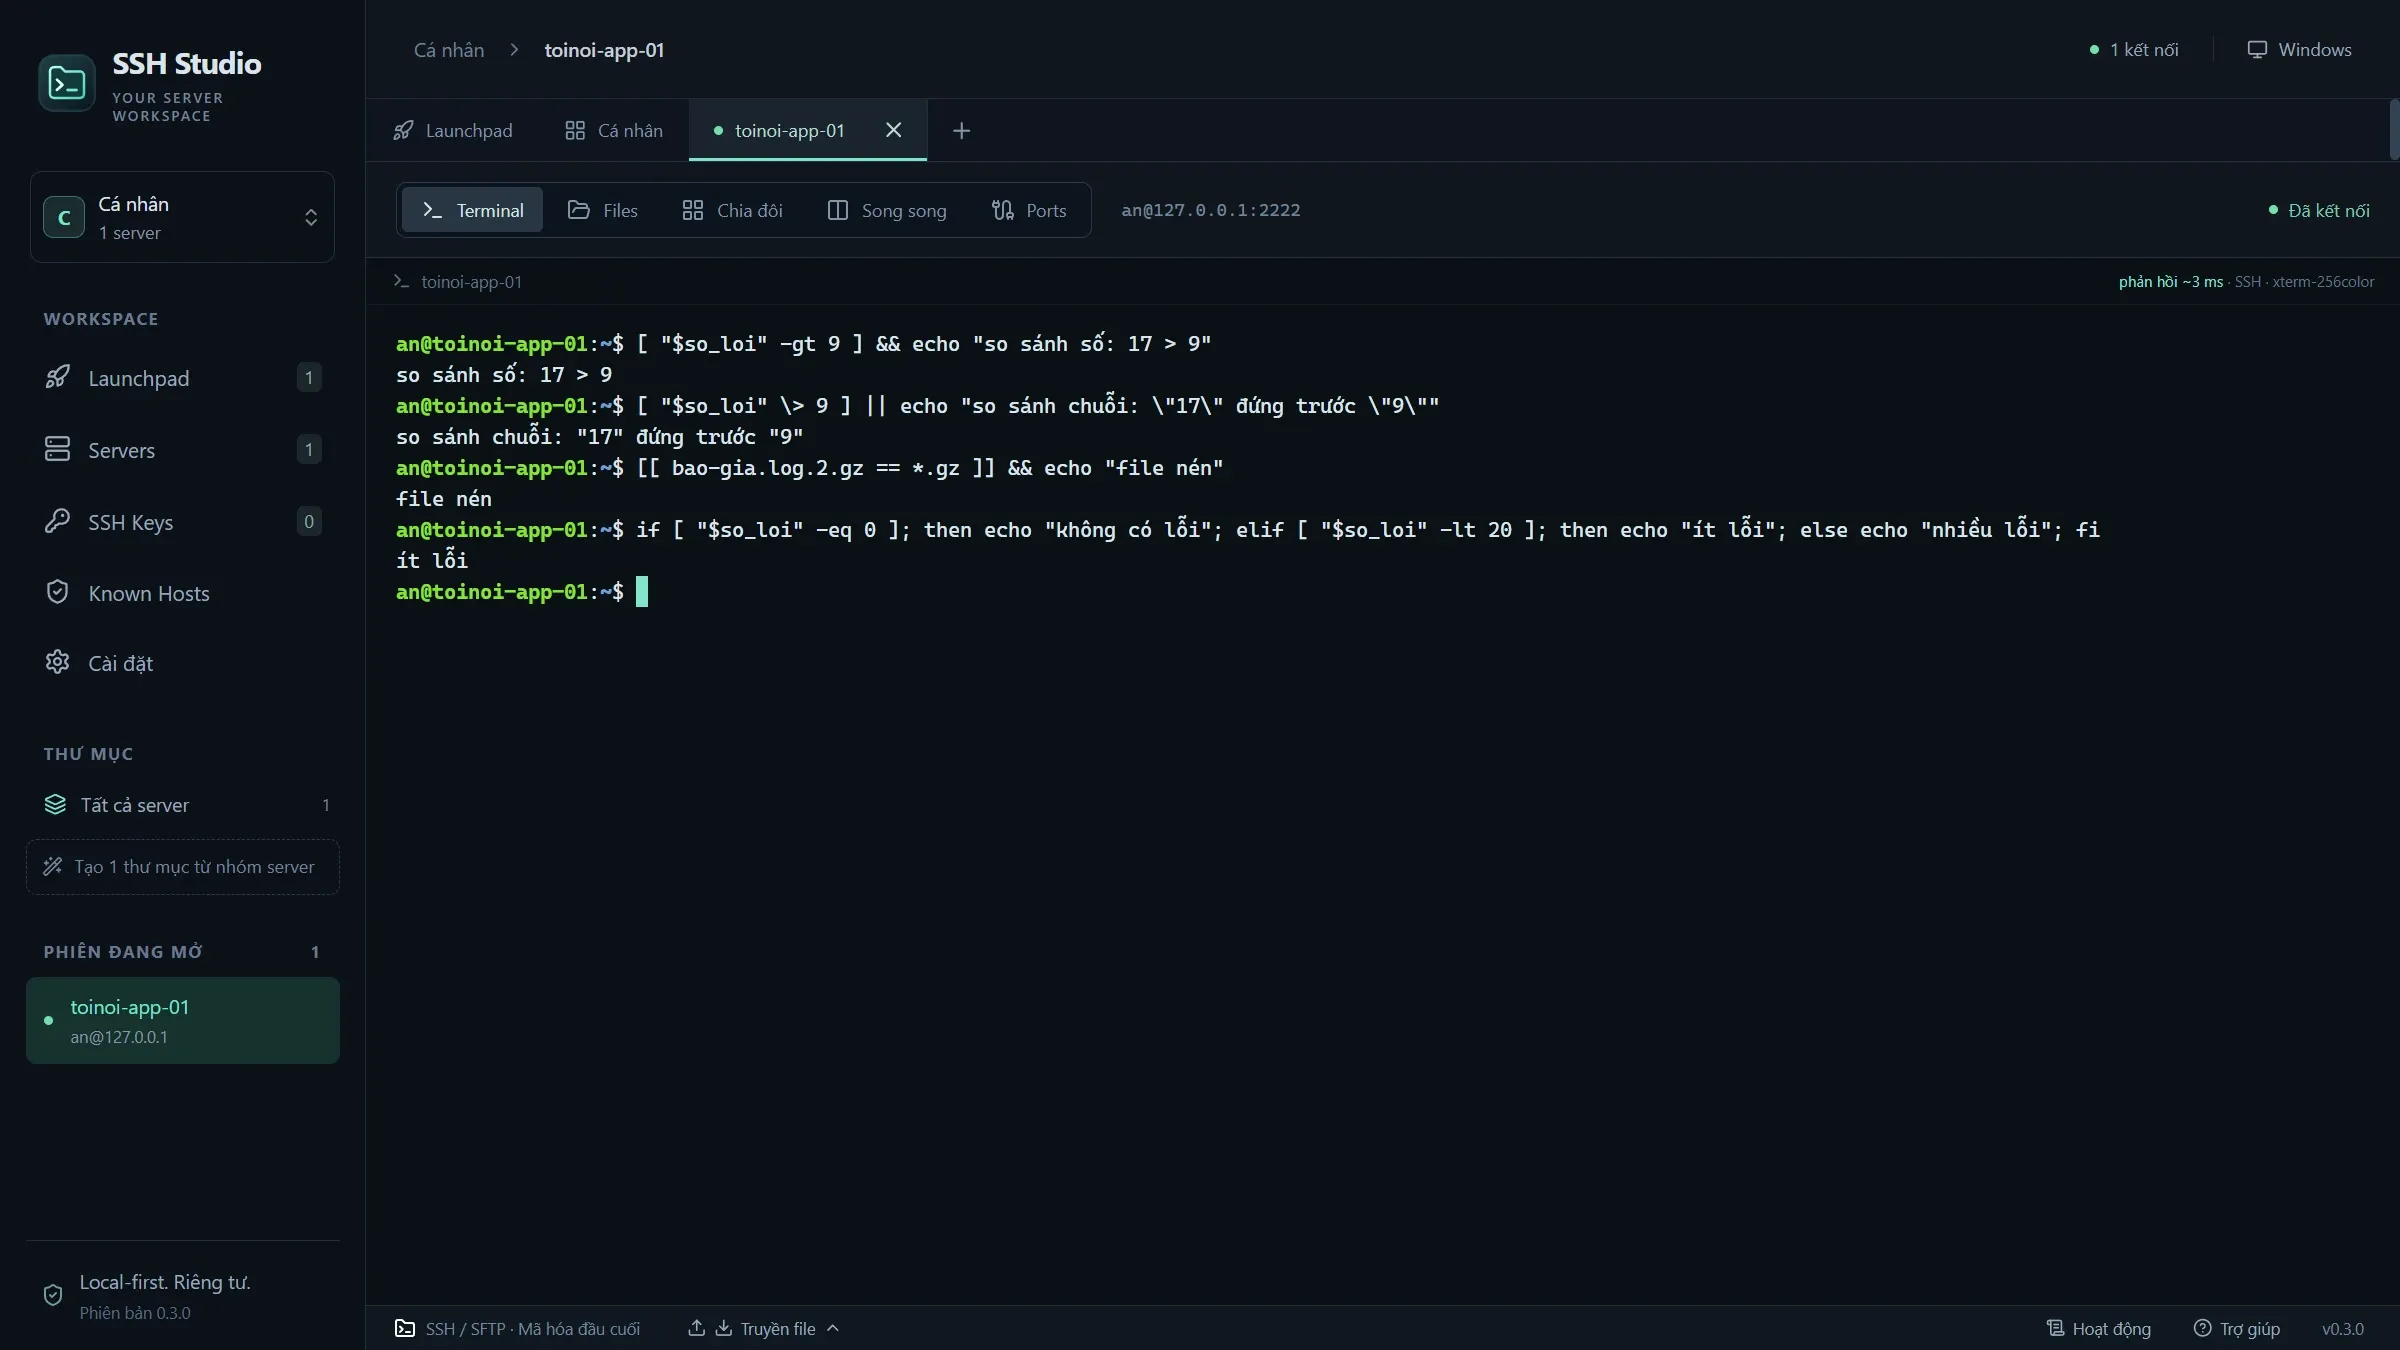 SSH Studio
YOUR SERVER
WORKSPACE
C
Cá nhân
1 server
WORKSPACE
Launchpad 1
Servers 1
SSH Keys 0
Known Hosts
Cài đặt
THƯ MỤC
Tất cả server 1
Tạo 1 thư mục từ nhóm server
PHIÊN ĐANG MỞ 1
toinoi-app-01
an@127.0.0.1
Local-first. Riêng tư.
Phiên bản 0.3.0
Cá nhân > toinoi-app-01
1 kết nối
Windows
Launchpad
Cá nhân
toinoi-app-01
Terminal
Files
Chia đôi
Song song
Ports
an@127.0.0.1:2222
Đã kết nối
toinoi-app-01
phản hồi ~3 ms · SSH · xterm-256color
an@toinoi-app-01:~$ [ "$so_loi" -gt 9 ] && echo "so sánh số: 17 > 9"
so sánh số: 17 > 9
an@toinoi-app-01:~$ [ "$so_loi" \> 9 ] || echo "so sánh chuỗi: \"17\" đứng trước \"9\""
so sánh chuỗi: "17" đứng trước "9"
an@toinoi-app-01:~$ [[ bao-gia.log.2.gz == *.gz ]] && echo "file nén"
file nén
an@toinoi-app-01:~$ if [ "$so_loi" -eq 0 ]; then echo "không có lỗi"; elif [ "$so_loi" -lt 20 ]; then echo "ít lỗi"; else echo "nhiều lỗi"; fi
ít lỗi
an@toinoi-app-01:~$
SSH / SFTP · Mã hóa đầu cuối
Truyền file
Hoạt động
Trợ giúp
v0.3.0